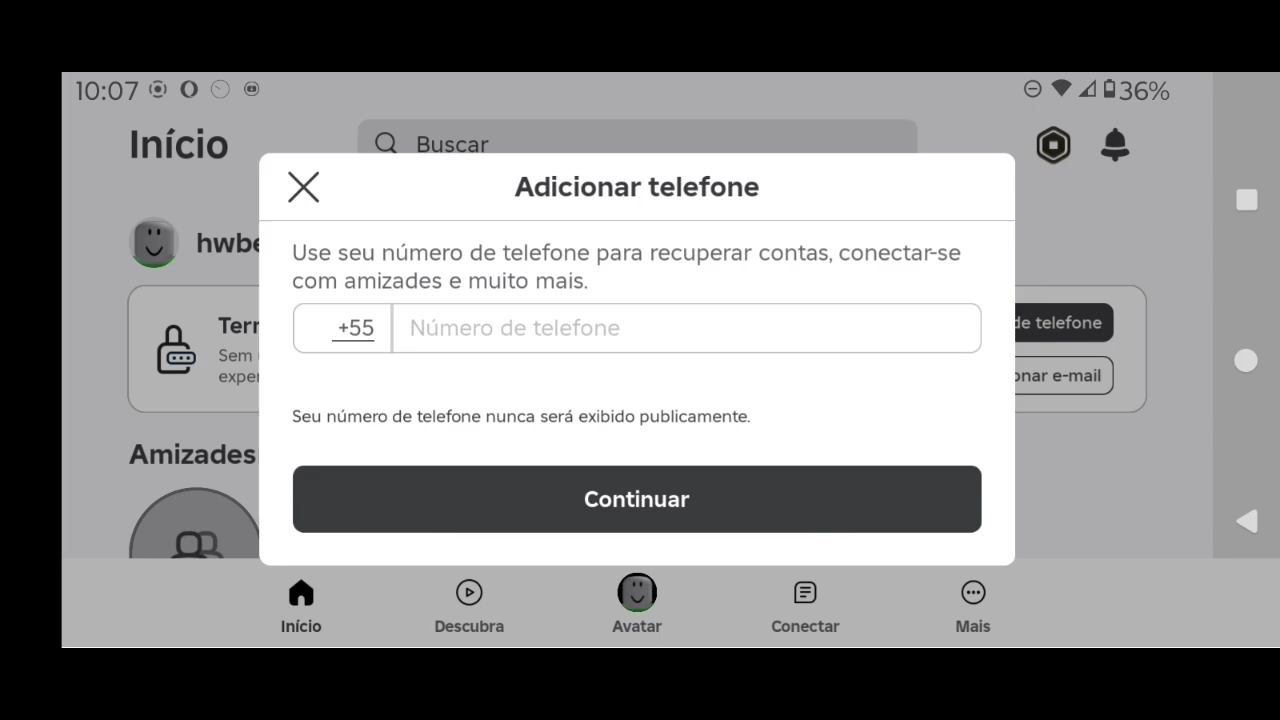 10:07
36%
Início
Buscar
Adicionar telefone
Use seu número de telefone para recuperar contas, conectar-se
com amizades e muito mais.
+55
Número de telefone
de telefone
Sem
Seu número de telefone nunca será exibido publicamente.
Amizades
Continuar
Início
Descubra
Avatar
Conectar
Mais